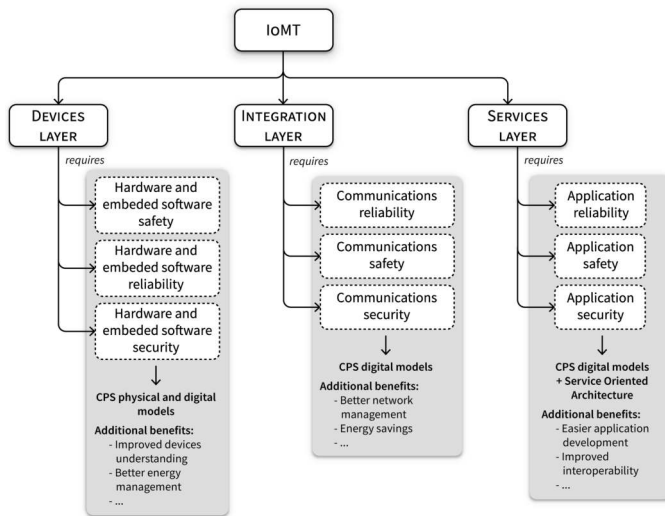 IoMT
DEVICES
LAYER
requires
Hardware and
embeded software
safety
Hardware and
embeded software
reliability
Hardware and
embeded software
security
CPS physical and digital
models
Additional benefits:
- Improved devices
understanding
- Better energy
management
- ...
INTEGRATION
LAYER
requires
Communications
reliability
Communications
safety
Communications
security
CPS digital models
Additional benefits:
- Better network
management
- Energy savings
- ...
SERVICES
LAYER
requires
Application
reliability
Application
safety
Application
security
CPS digital models
+ Service Oriented
Architecture
Additional benefits:
- Easier application
development
- Improved
interoperability
- ...